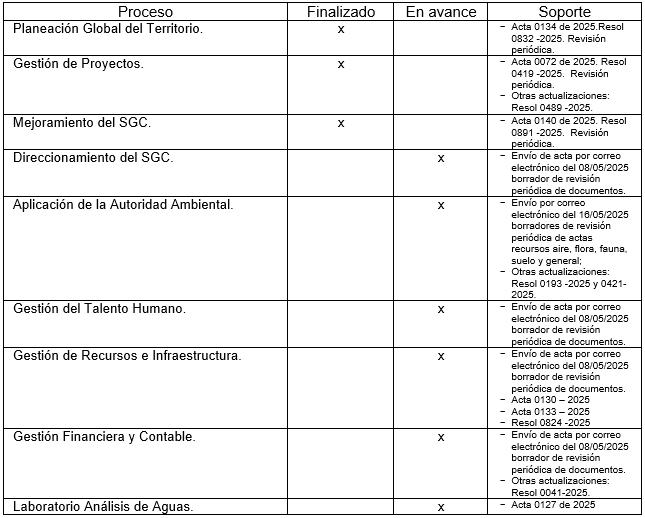 Proceso Finalizado En avance Soporte
Planeación Global del Territorio. x − Acta 0134 de 2025.Resol
0832 -2025. Revisión
periódica.
Gestión de Proyectos. x − Acta 0072 de 2025. Resol
0419 -2025. Revisión
periódica.
− Otras actualizaciones:
Resol 0489 -2025.
Mejoramiento del SGC. x − Acta 0140 de 2025. Resol
0891 -2025. Revisión
periódica.
Direccionamiento del SGC. x − Envío de acta por correo
electrónico del 08/05/2025
borrador de revisión
periódica de documentos.
Aplicación de la Autoridad Ambiental. x − Envío por correo
electrónico del 16/05/2025
borradores de revisión
periódica de actas
recursos aire, flora, fauna,
suelo y general;
− Otras actualizaciones:
Resol 0193 -2025 y 0421-
2025.
Gestión del Talento Humano. x − Envío de acta por correo
electrónico del 08/05/2025
borrador de revisión
periódica de documentos.
Gestión de Recursos e Infraestructura. x − Envío de acta por correo
electrónico del 08/05/2025
borrador de revisión
periódica de documentos.
− Acta 0130 – 2025
− Acta 0133 – 2025
− Resol 0824 -2025
Gestión Financiera y Contable. x − Envío de acta por correo
electrónico del 08/05/2025
borrador de revisión
periódica de documentos.
− Otras actualizaciones:
Resol 0041-2025.
Laboratorio Análisis de Aguas. x − Acta 0127 de 2025